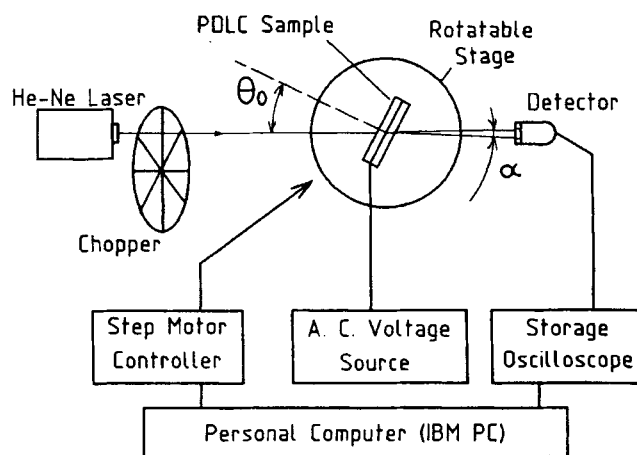 PDLC Sample
Rotatable
Stage
He-Ne Laser
θ₀
Detector
α
Chopper
Step Motor
Controller
A. C. Voltage
Source
Storage
Oscilloscope
Personal Computer (IBM PC)